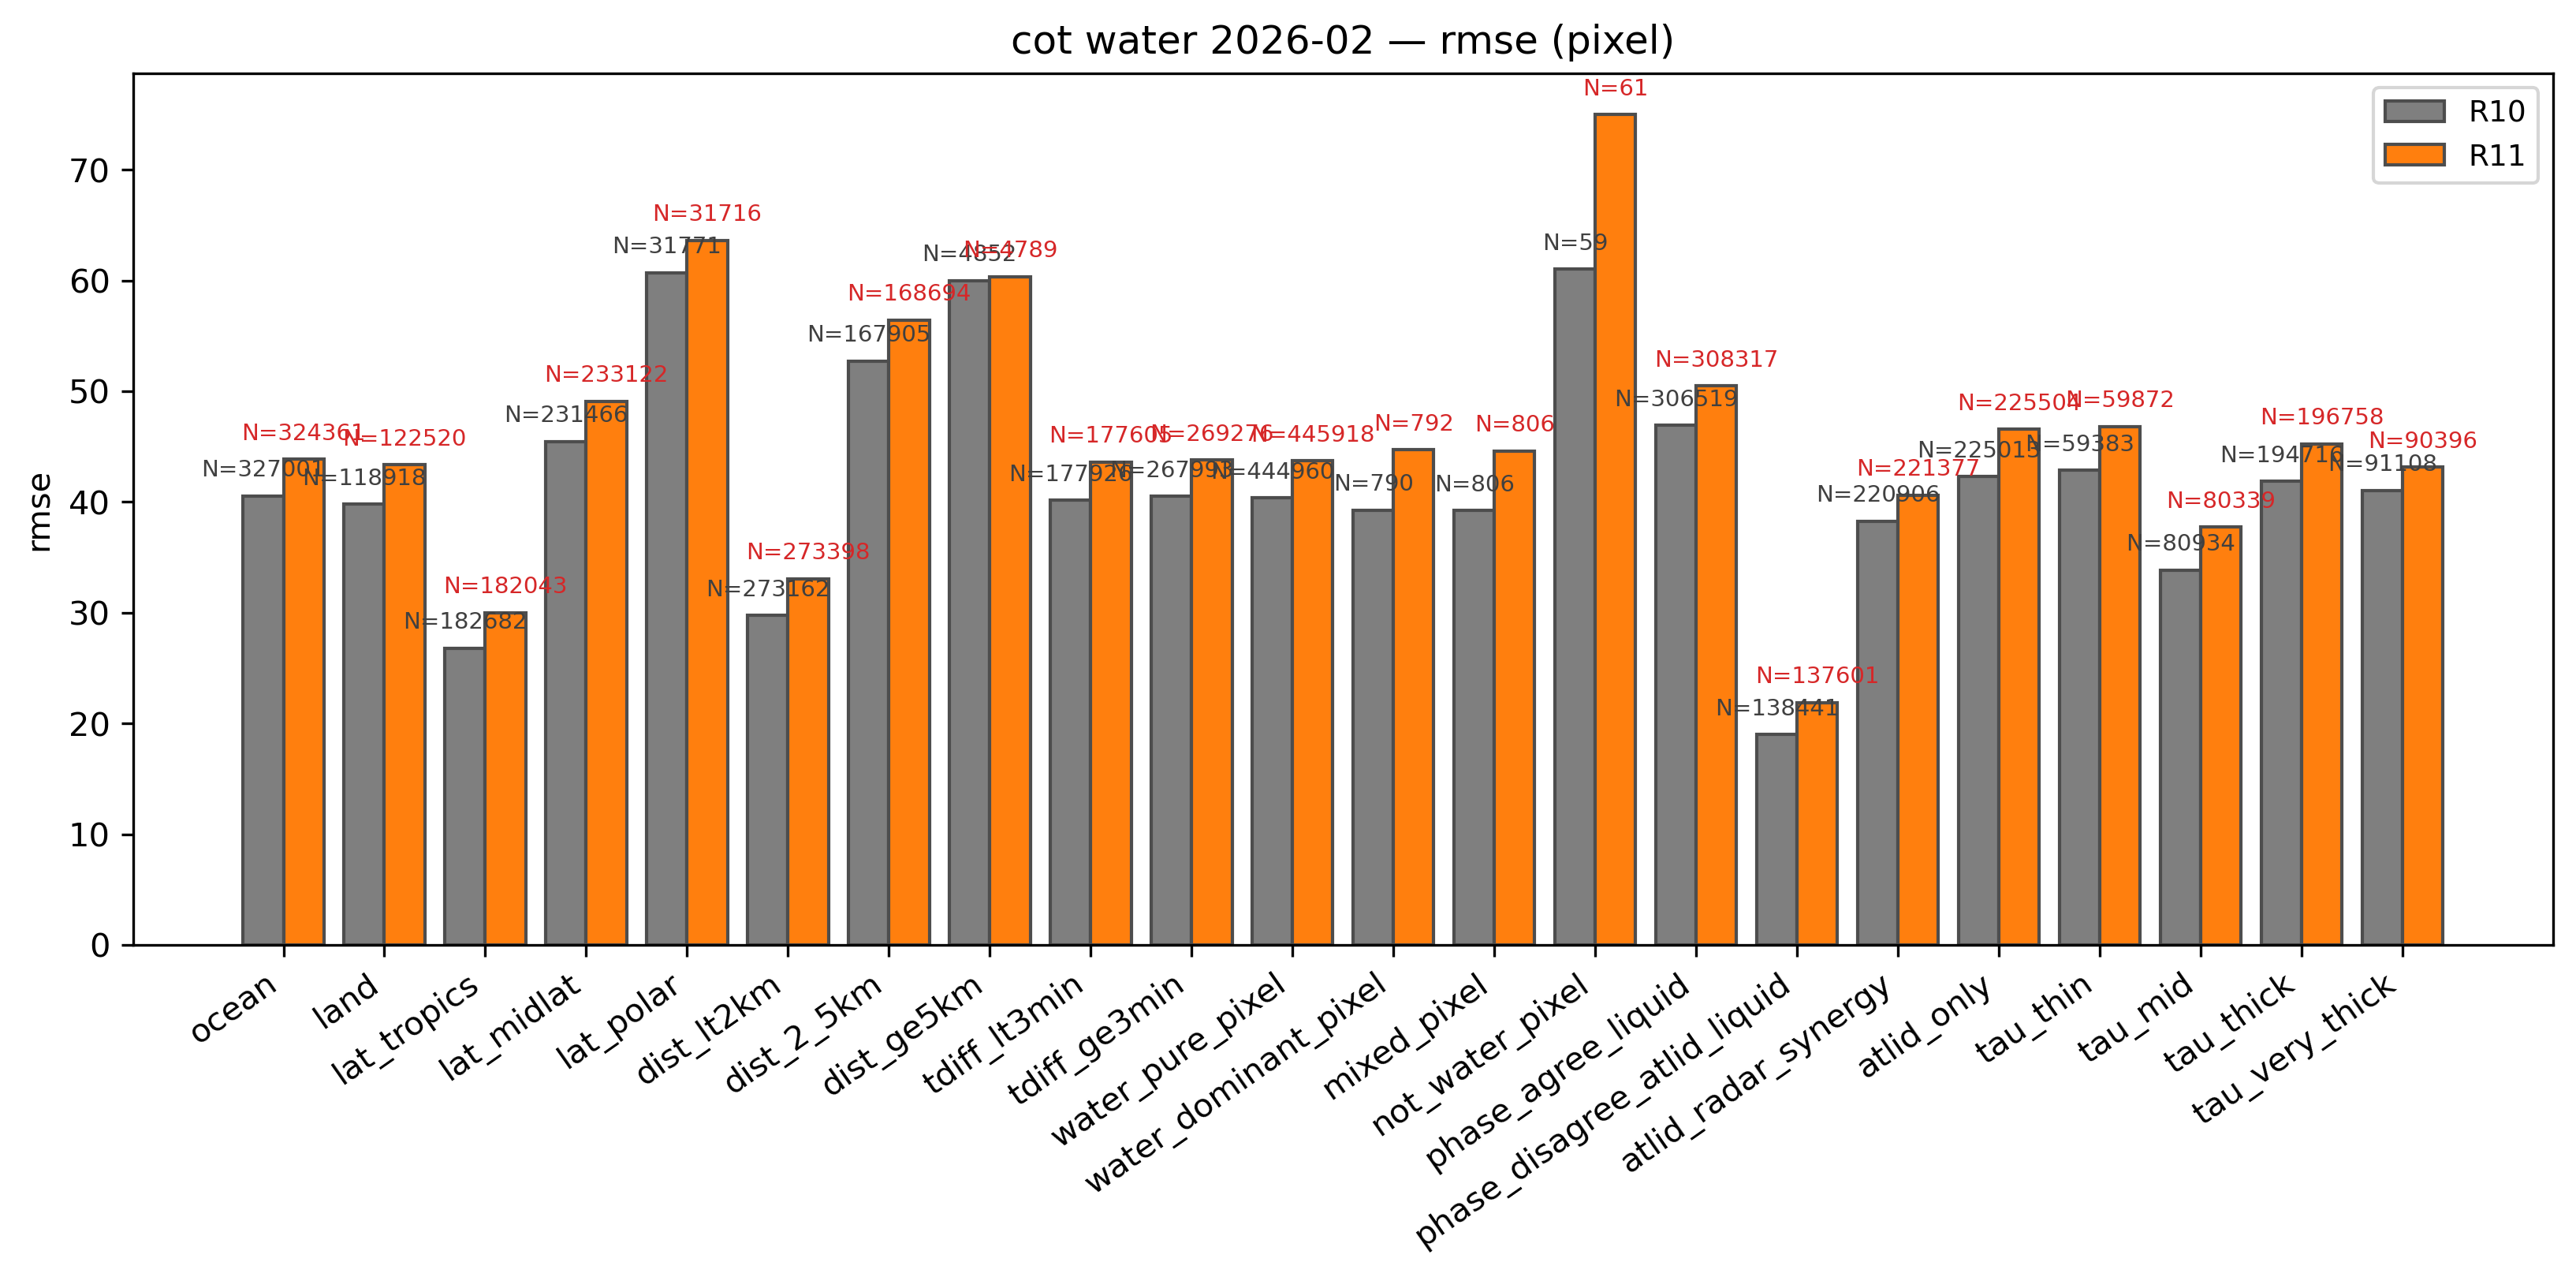 cot water 2026-02 — rmse (pixel)
R10
R11
rmse
70
60
50
40
30
20
10
0
N=327001
N=324361
N=118918
N=122520
N=182682
N=182043
N=231466
N=233122
N=31771
N=31716
N=273162
N=273398
N=167905
N=168694
N=4852
N=4789
N=177926
N=177605
N=267993
N=269276
N=444960
N=445918
N=790
N=792
N=806
N=806
N=59
N=61
N=306519
N=308317
N=138441
N=137601
N=220906
N=221377
N=225015
N=225504
N=59383
N=59872
N=80934
N=80339
N=194716
N=196758
N=91108
N=90396
ocean
land
lat_tropics
lat_midlat
lat_polar
dist_lt2km
dist_2_5km
dist_ge5km
tdiff_lt3min
tdiff_ge3min
water_pure_pixel
water_dominant_pixel
mixed_pixel
not_water_pixel
phase_agree_liquid
phase_disagree_atlid_liquid
atlid_radar_synergy
atlid_only
tau_thin
tau_mid
tau_thick
tau_very_thick